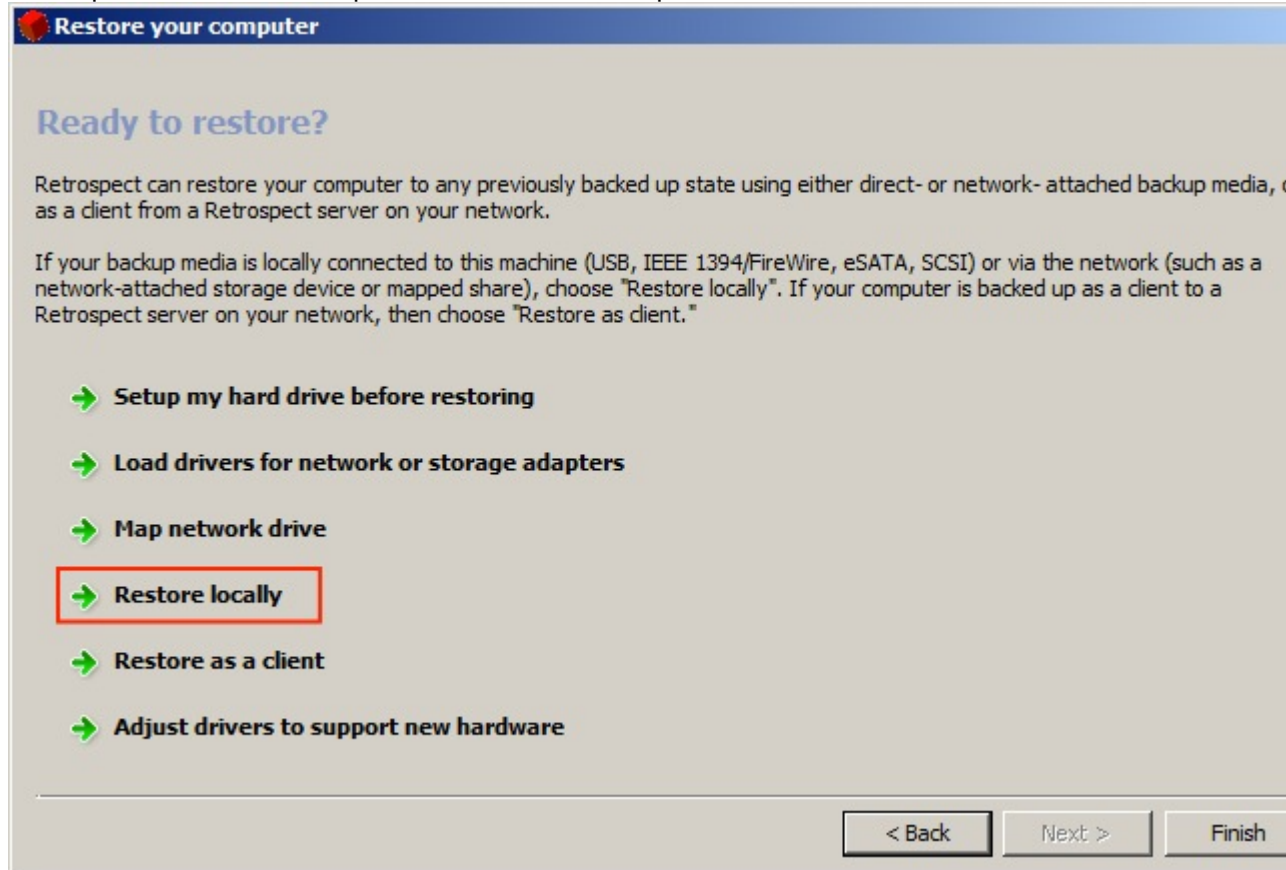 Restore your computer
Ready to restore?
Retrospect can restore your computer to any previously backed up state using either direct- or network- attached backup media,
as a client from a Retrospect server on your network.
If your backup media is locally connected to this machine (USB, IEEE 1394/FireWire, eSATA, SCSI) or via the network (such as a
network-attached storage device or mapped share), choose "Restore locally". If your computer is backed up as a client to a
Retrospect server on your network, then choose "Restore as client."
Setup my hard drive before restoring
Load drivers for network or storage adapters
Map network drive
Restore locally
Restore as a client
Adjust drivers to support new hardware
< Back
Next >
Finish